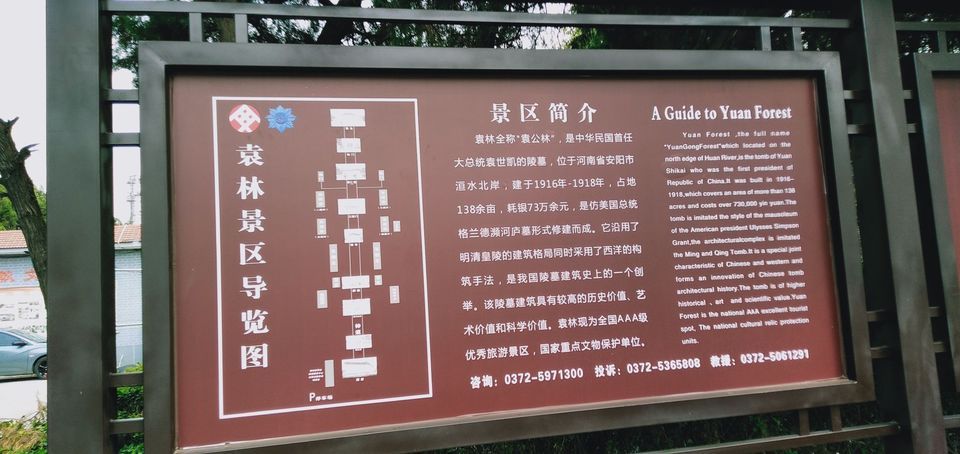 袁林景区导览图
P停车场
景区简介
袁林全称“袁公林”，是中华民国首任
大总统袁世凯的陵墓，位于河南省安阳市
洹水北岸，建于1916年-1918年，占地
138余亩，耗银73万余元，是仿美国总统
格兰德濒河庐墓形式修建而成。它沿用了
明清皇陵的建筑格局同时采用了西洋的构
筑手法，是我国陵墓建筑史上的一个创
举。该陵墓建筑具有较高的历史价值、艺
术价值和科学价值。袁林现为全国AAA级
优秀旅游景区，国家重点文物保护单位。
A Guide to Yuan Forest
Yuan Forest ,the full name
"YuanGongForest"which located on the
north edge of Huan River,is the tomb of Yuan
Shikai who was the first president of
Republic of China.It was built in 1916-
1918,which covers an area of more than 138
acres and costs over 730,000 yin yuan.The
tomb is imitated the style of the mausoleum
of the American president Ulysses Simpson
Grant,the architecturalcomplex is imitated
the Ming and Qing Tomb.It is a special joint
characteristic of Chinese and western and
forms an innovation of Chinese tomb
architectural history.The tomb is of higher
historical 、art and scientific value.Yuan
Forest is the national AAA excellent tourist
spot, The national cultural relic protection
units.
咨询：0372-5971300 投诉：0372-5365808 救援：0372-5061291